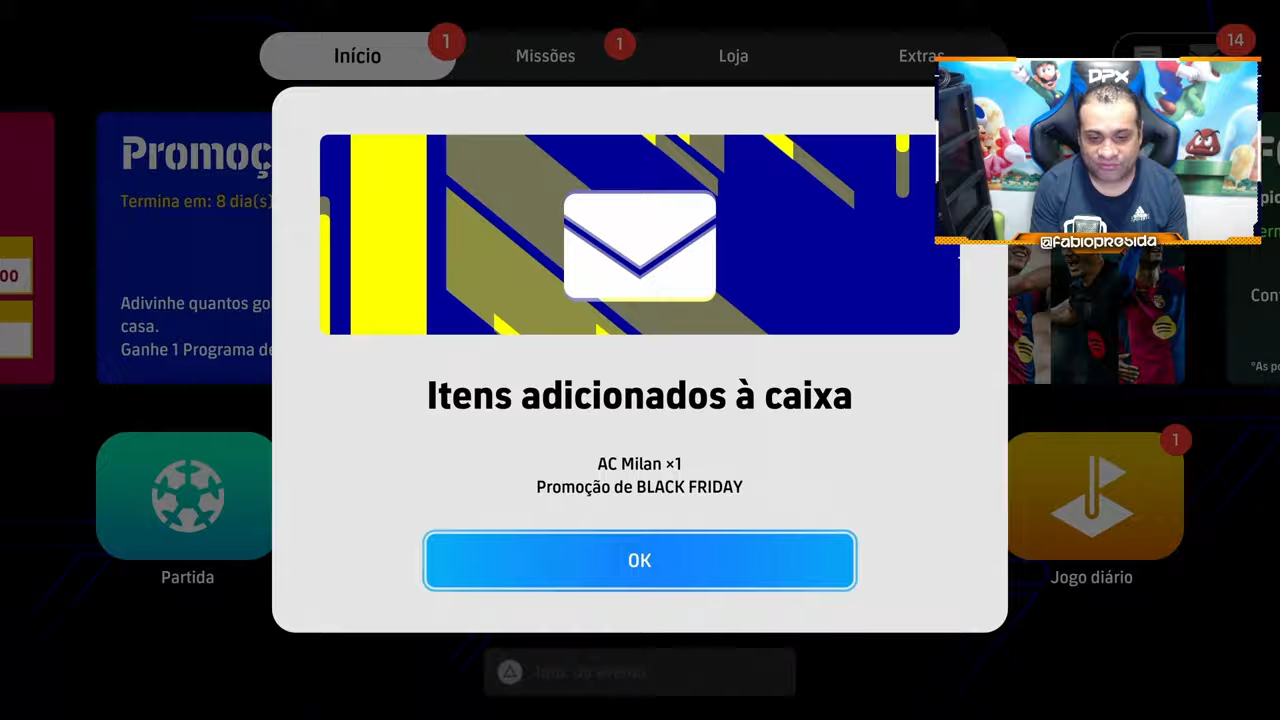 Início
1
Missões
1
Loja
Extras
14
Promoç
Termina em: 8 dia(s)
Adivinhe quantos go
casa.
Ganhe 1 Programa de
00
DPX
@fabiopresida
Itens adicionados à caixa
AC Milan ×1
Promoção de BLACK FRIDAY
OK
Partida
1
Jogo diário